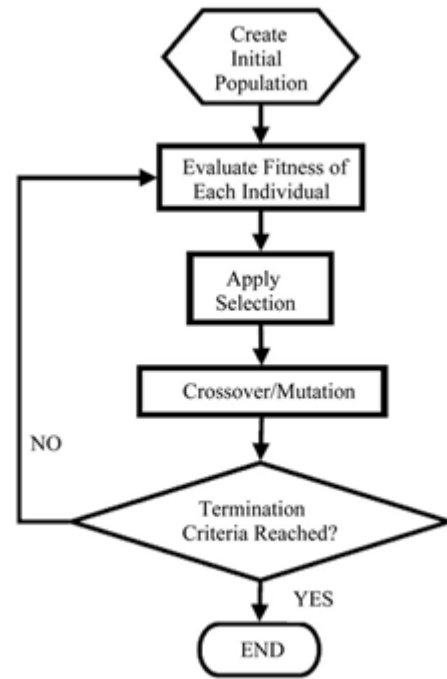 Create
Initial
Population
Evaluate Fitness of
Each Individual
Apply
Selection
Crossover/Mutation
NO
Termination
Criteria Reached?
YES
END